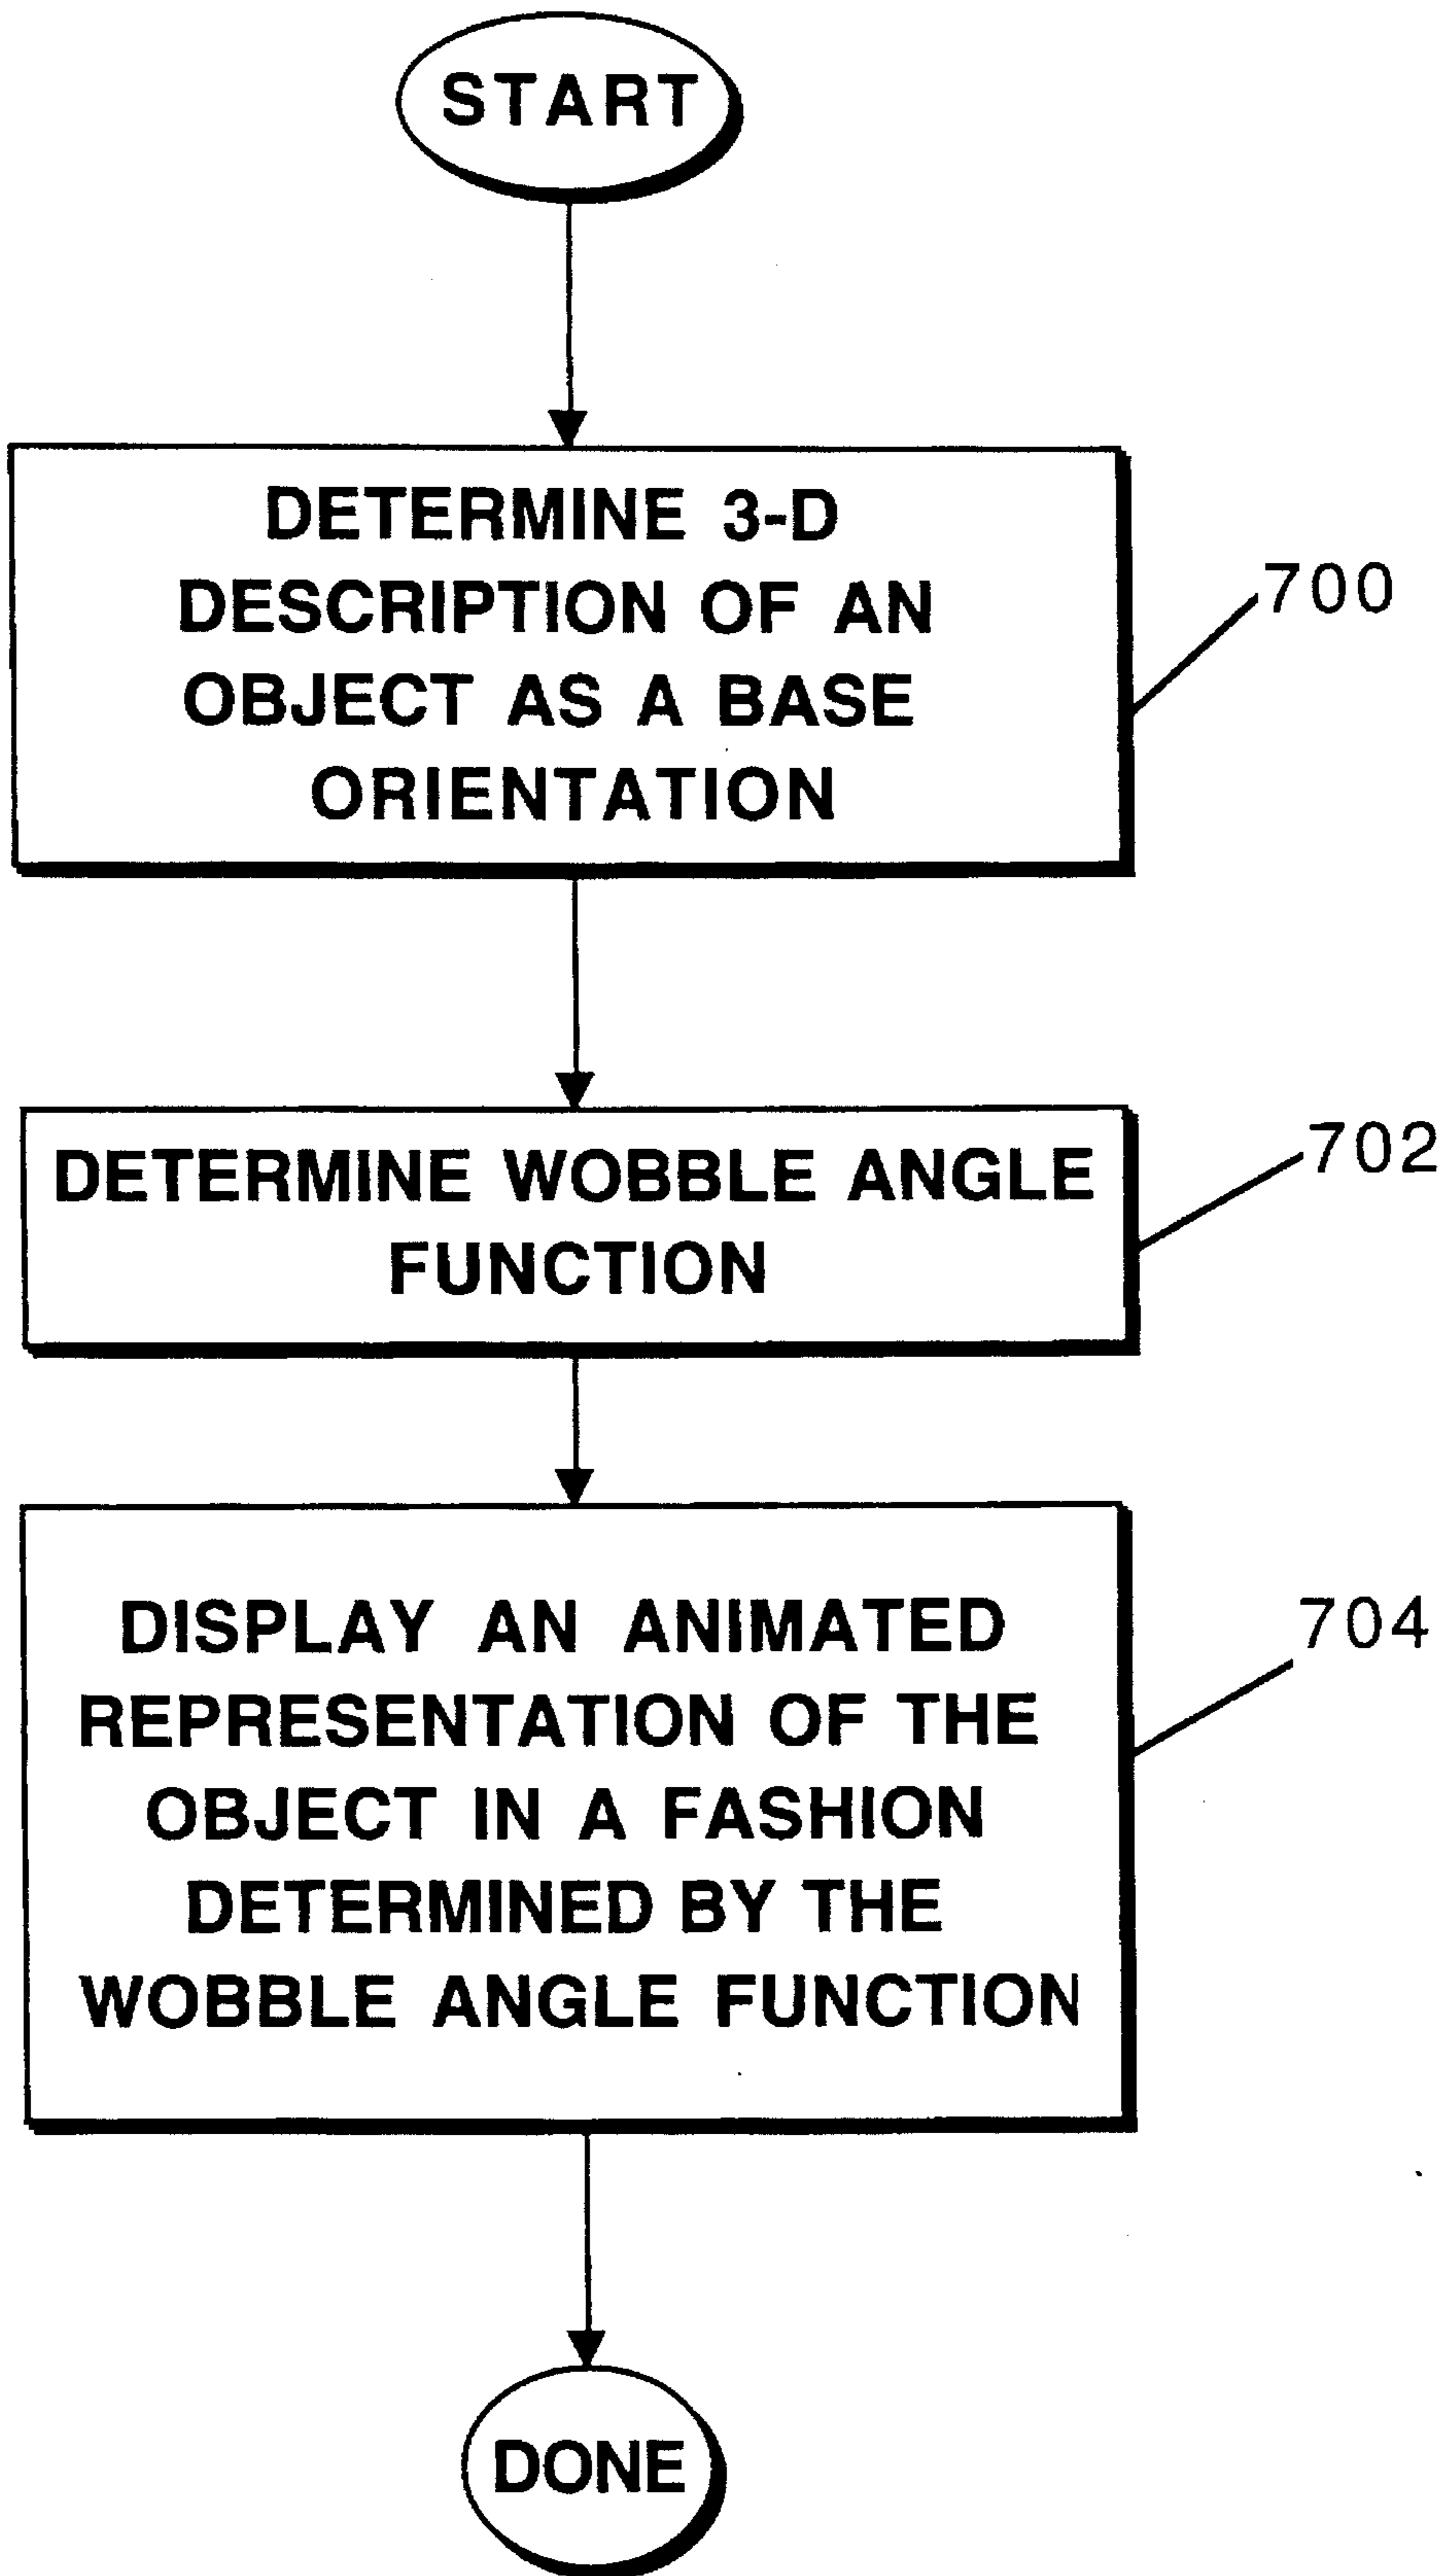 START
DETERMINE 3-D
DESCRIPTION OF AN
OBJECT AS A BASE
ORIENTATION
700
DETERMINE WOBBLE ANGLE
FUNCTION
702
DISPLAY AN ANIMATED
REPRESENTATION OF THE
OBJECT IN A FASHION
DETERMINED BY THE
WOBBLE ANGLE FUNCTION
704
DONE